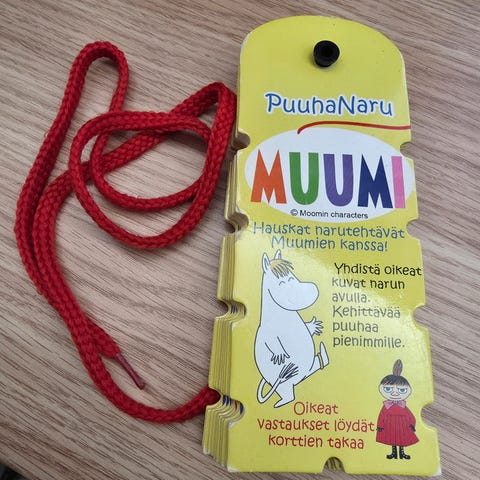 PuuhaNaru
MUUMI
© Moomin characters
Hauskat narutehtävät
Muumien kanssa!
Yhdistä oikeat
kuvat narun
avulla.
Kehittävää
puuhaa
pienimmille.
Oikeat
vastaukset löydät
korttien takaa